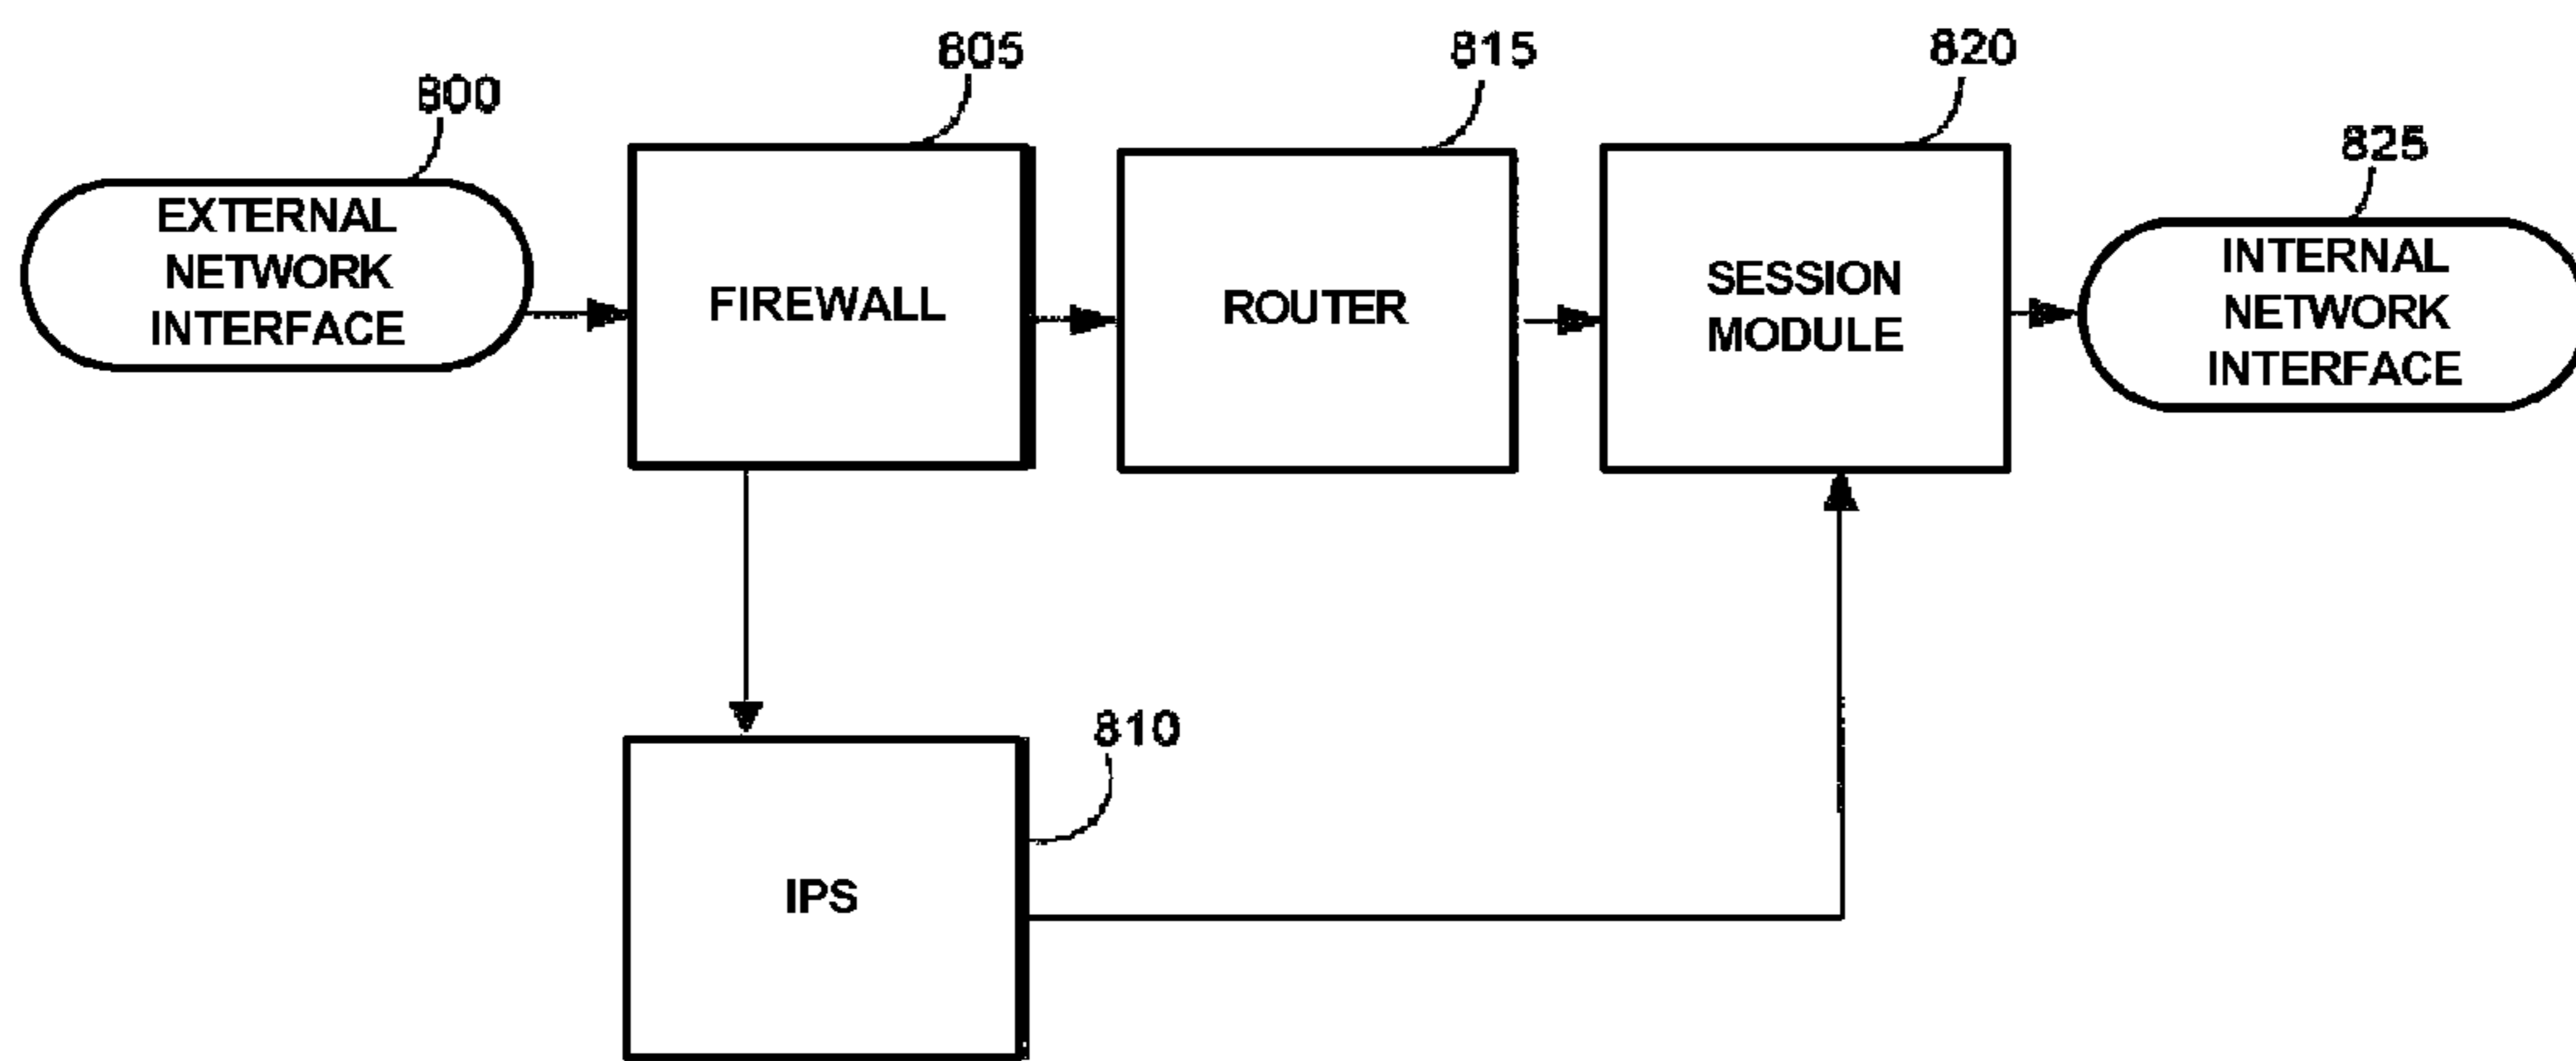 800
EXTERNAL
NETWORK
INTERFACE
805
FIREWALL
815
ROUTER
820
SESSION
MODULE
825
INTERNAL
NETWORK
INTERFACE
810
IPS